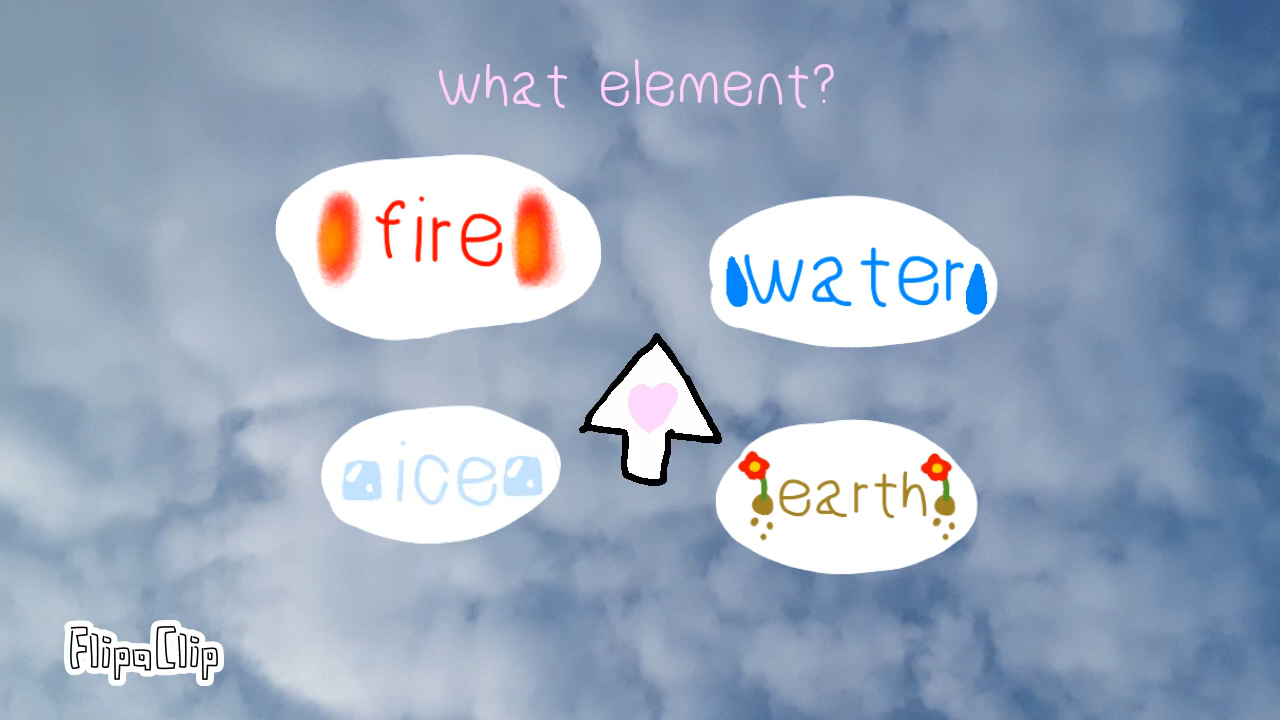 what element?
fire
water
ice
earth
FlipaClip